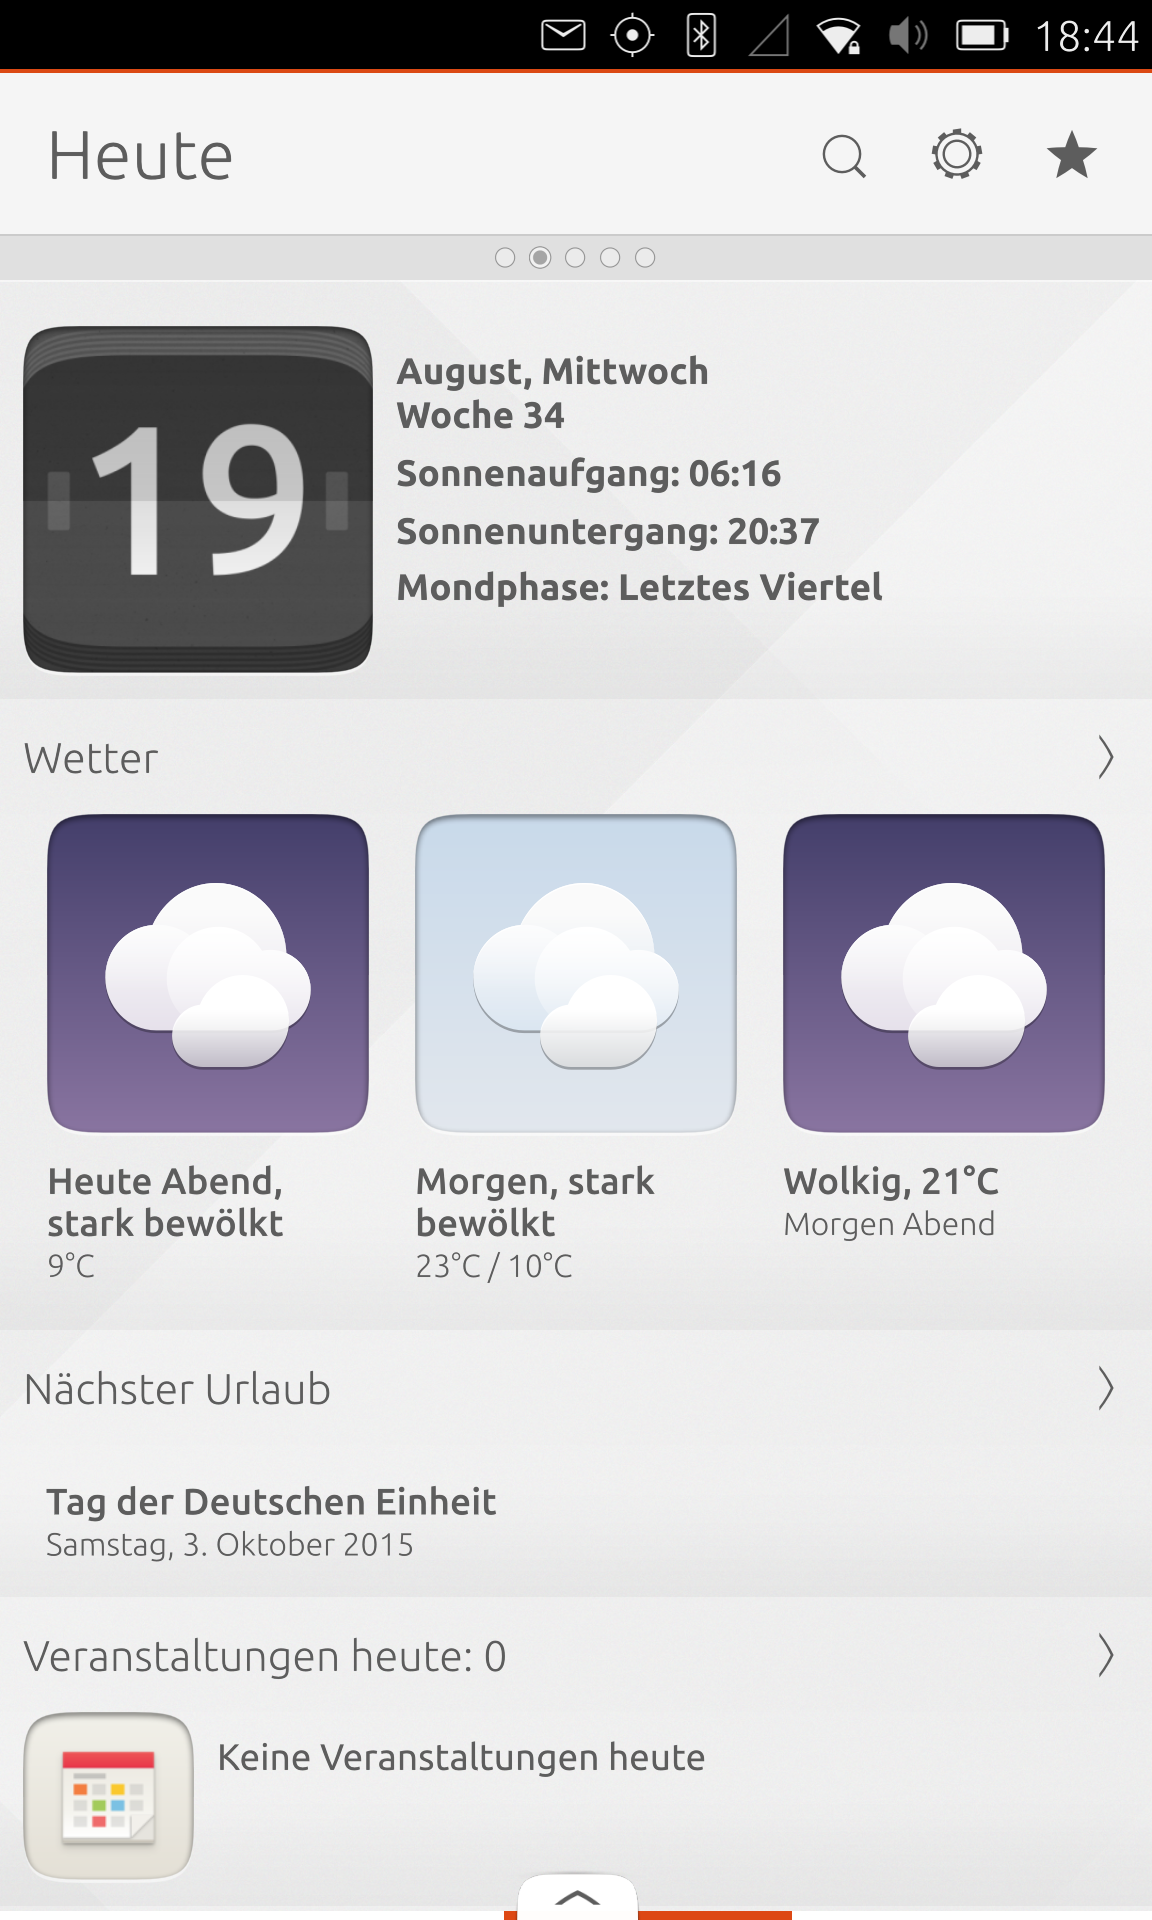 18:44
Heute
19
August, Mittwoch
Woche 34
Sonnenaufgang: 06:16
Sonnenuntergang: 20:37
Mondphase: Letztes Viertel
Wetter
Heute Abend,
stark bewölkt
9°C
Morgen, stark
bewölkt
23°C / 10°C
Wolkig, 21°C
Morgen Abend
Nächster Urlaub
Tag der Deutschen Einheit
Samstag, 3. Oktober 2015
Veranstaltungen heute: 0
Keine Veranstaltungen heute